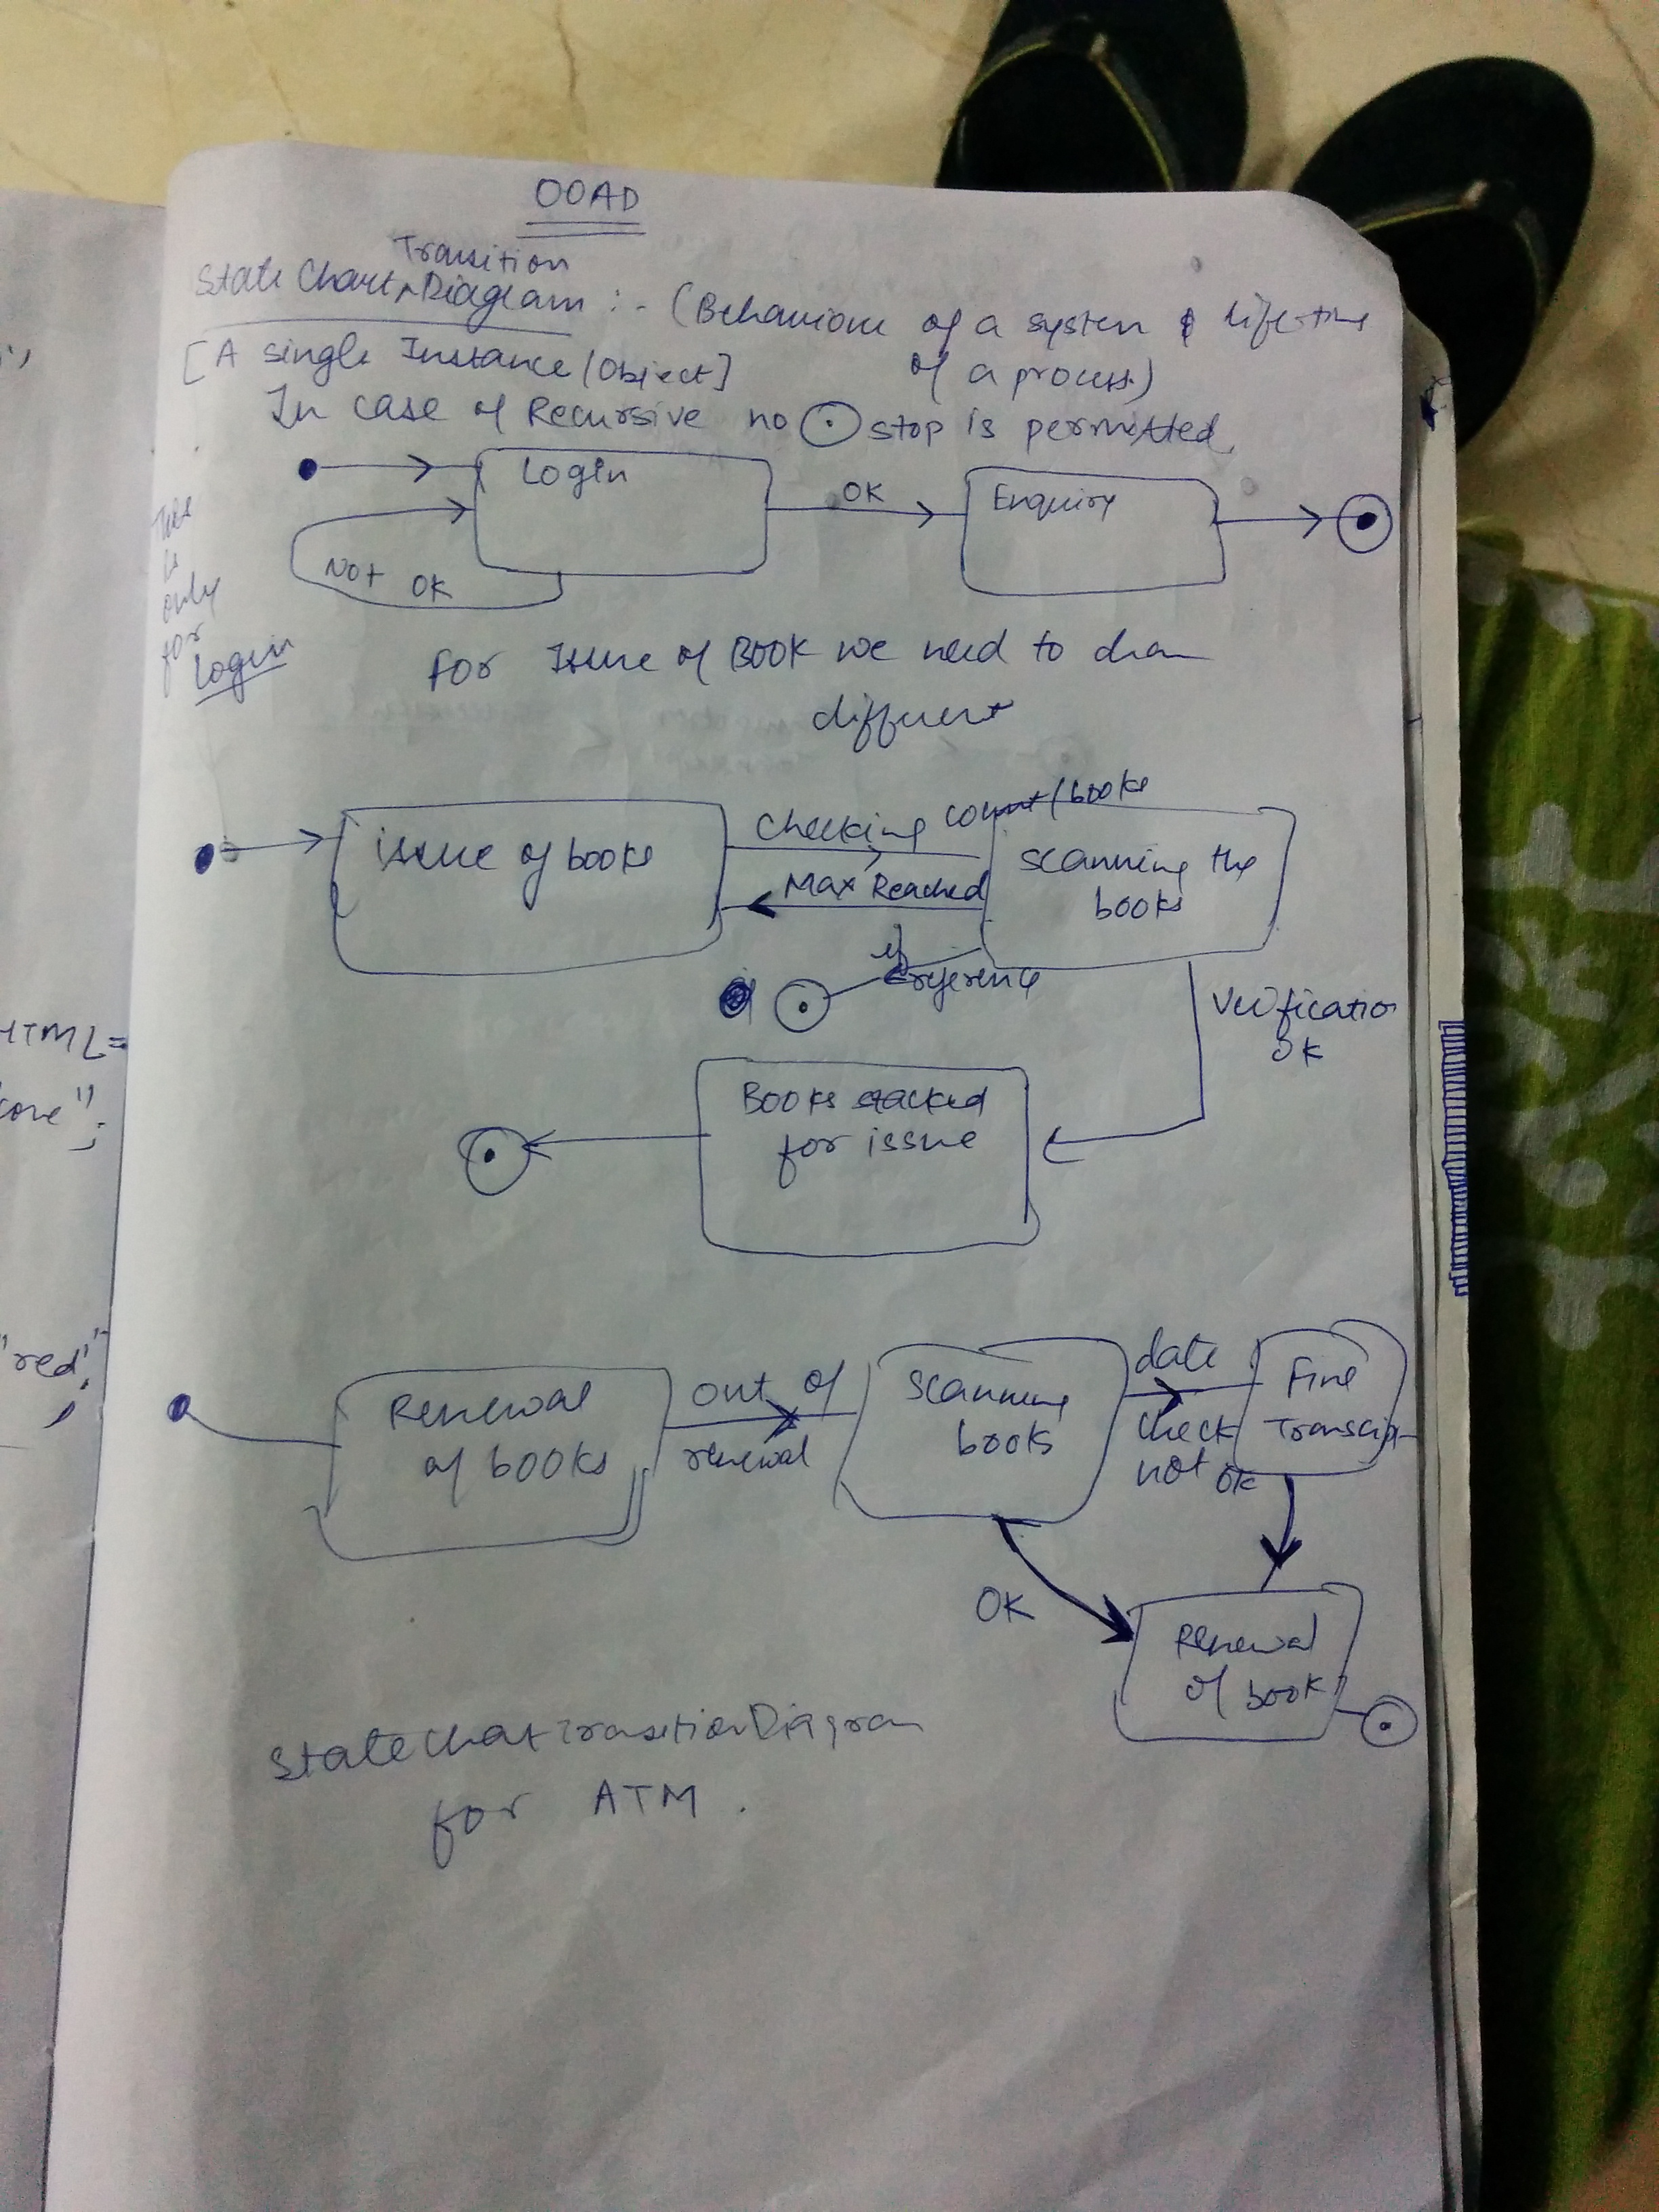 OOAD
Transition
State Chart ^ Diagram :- (Behaviour of a system & life time
of a process)
[A single Instance/Object]
In case of Recursive no ⊙ stop is permitted.
Login
OK
Enquiry
Not OK
is
only
for
Login
For Issue of Book we need to draw
different
issue of books
Checking count/books
Max Reached
scanning the
books
if
reference
Verification
OK
Books stacked
for issue
Renewal
of books
out of
renewal
scanning
books
date
check
not ok
Fine
OK
Renewal
of book
State Chat Transition Diagram
for ATM.
HTML=
";
"red";